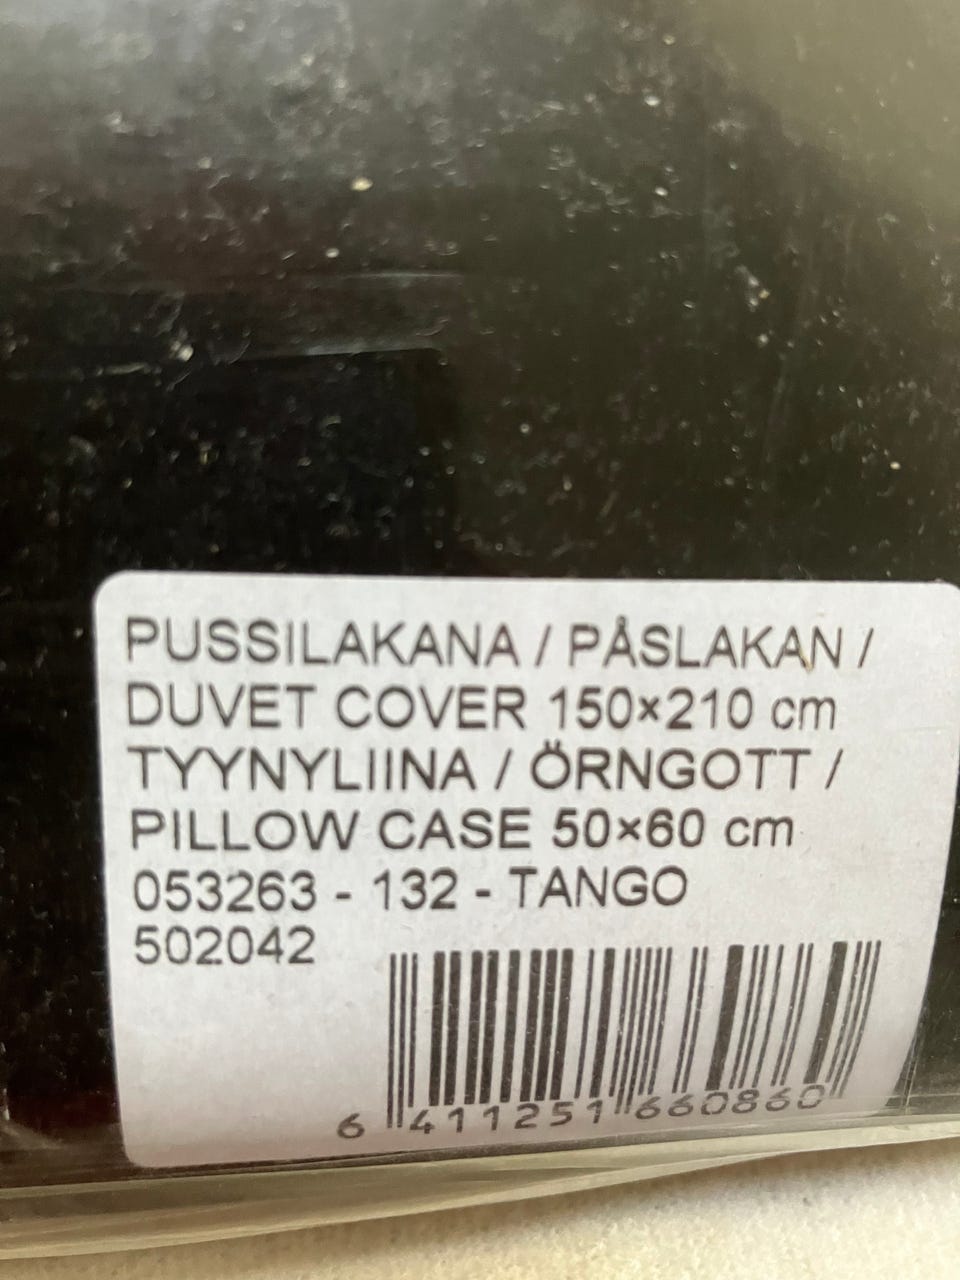 PUSSILAKANA / PÅSLAKAN /
DUVET COVER 150×210 cm
TYYNYLIINA / ÖRNGOTT /
PILLOW CASE 50×60 cm
053263 - 132 - TANGO
502042
6 411251 660860